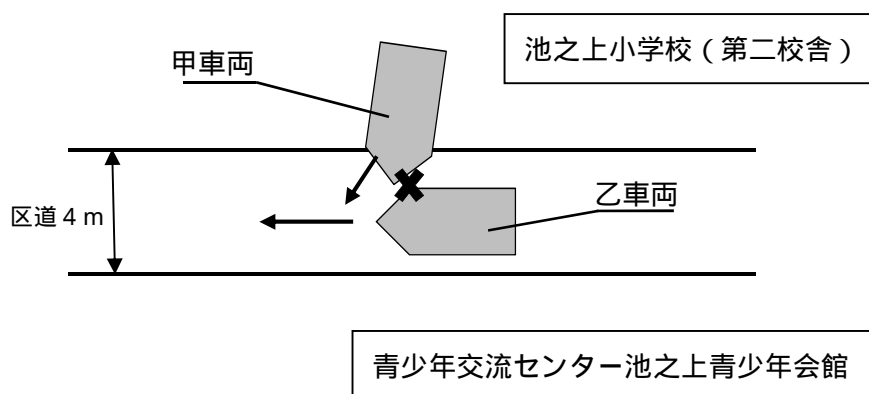 池之上小学校（第二校舎）
甲車両
乙車両
区道４ｍ
青少年交流センター池之上青少年会館